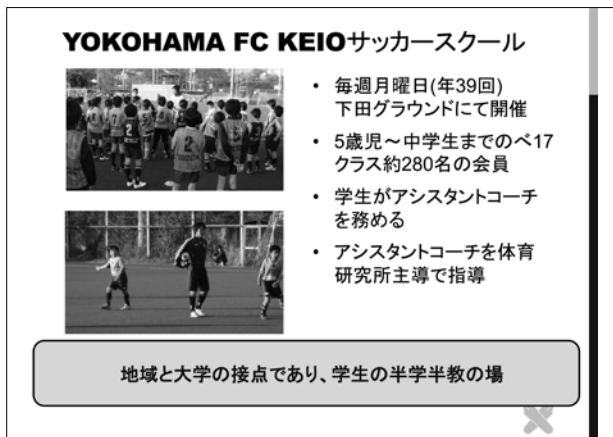 YOKOHAMA FC KEIOサッカースクール
• 毎週月曜日(年39回)
下田グラウンドにて開催
• 5歳児～中学生までのべ17
クラス約280名の会員
• 学生がアシスタントコーチ
を務める
• アシスタントコーチを体育
研究所主導で指導
地域と大学の接点であり、学生の半学半教の場